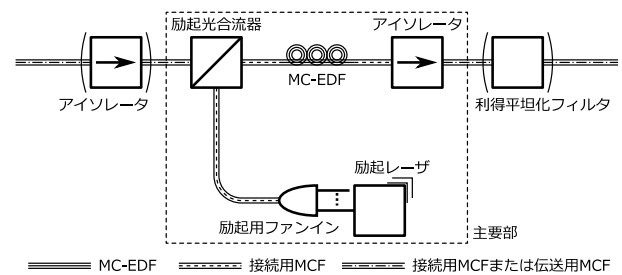 励起光合流器
アイソレータ
アイソレータ
MC-EDF
利得平坦化フィルタ
励起レーザ
励起用ファンイン
主要部
MC-EDF
接続用MCF
接続用MCFまたは伝送用MCF